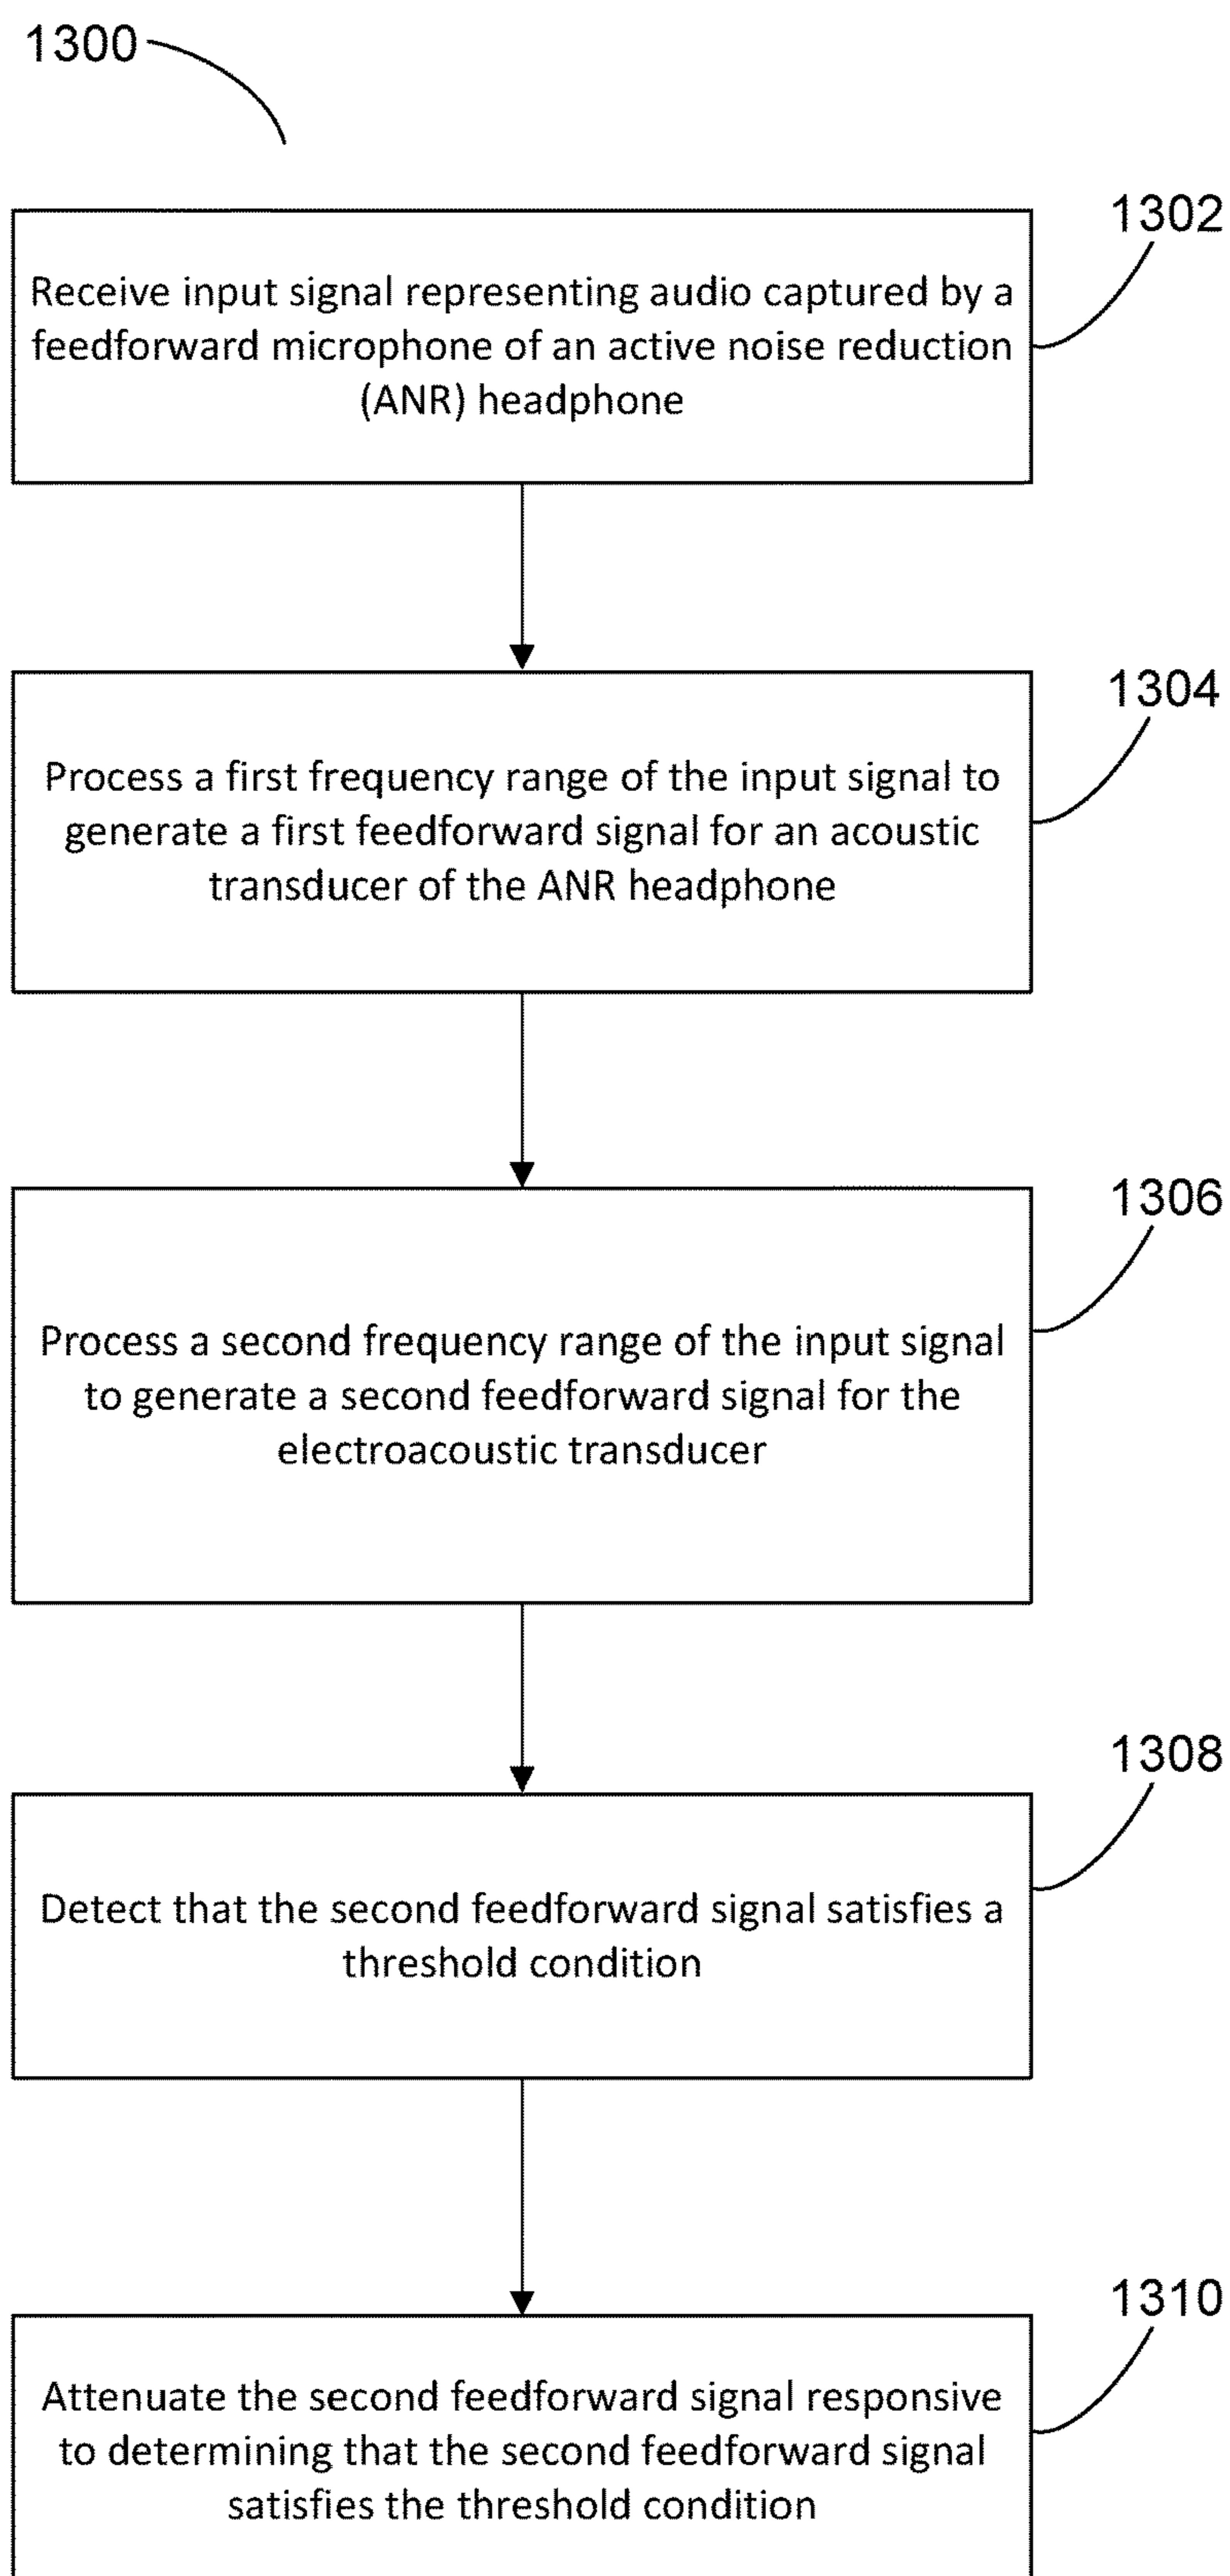 1300
1302
Receive input signal representing audio captured by a
feedforward microphone of an active noise reduction
(ANR) headphone
1304
Process a first frequency range of the input signal to
generate a first feedforward signal for an acoustic
transducer of the ANR headphone
1306
Process a second frequency range of the input signal
to generate a second feedforward signal for the
electroacoustic transducer
1308
Detect that the second feedforward signal satisfies a
threshold condition
1310
Attenuate the second feedforward signal responsive
to determining that the second feedforward signal
satisfies the threshold condition